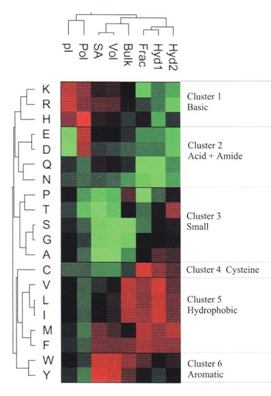 pI
Pol
SA
Vol
Bulk
Frac
Hyd1
Hyd2
K
R
H
E
D
Q
N
P
T
S
G
A
C
V
L
I
M
F
W
Y
Cluster 1
Basic
Cluster 2
Acid + Amide
Cluster 3
Small
Cluster 4 Cysteine
Cluster 5
Hydrophobic
Cluster 6
Aromatic